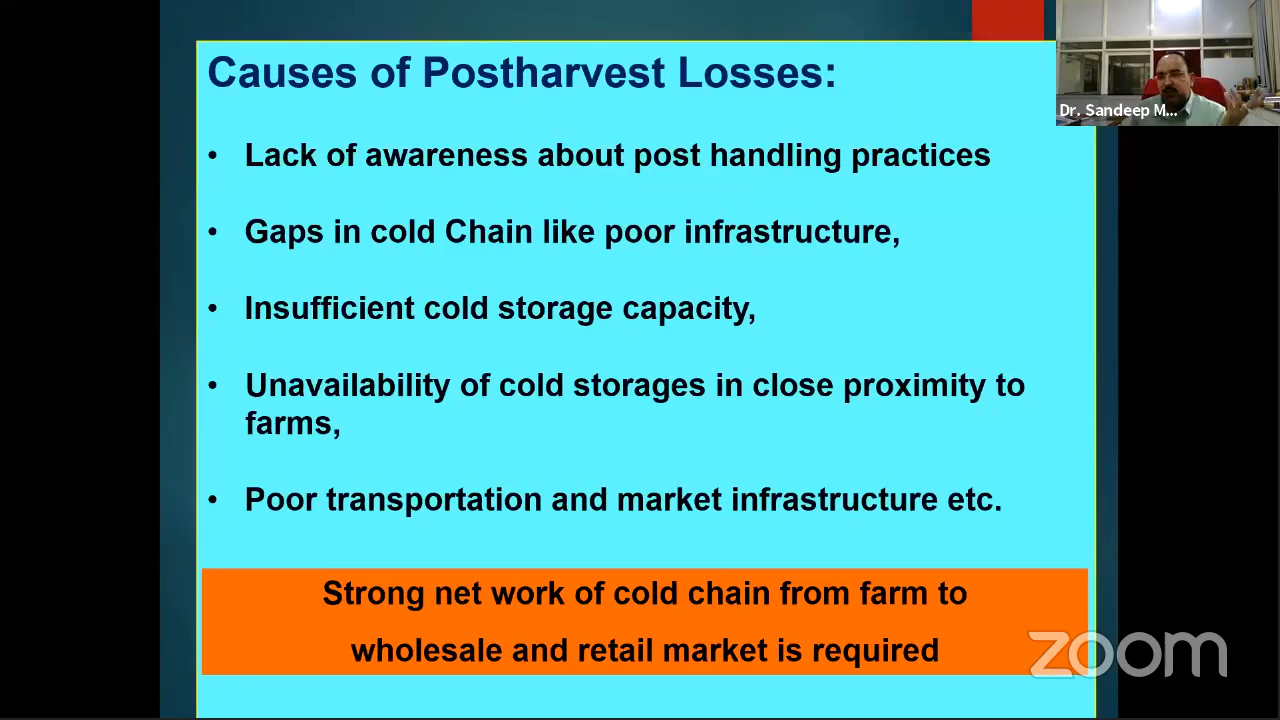 Causes of Postharvest Losses:
Dr. Sandeep M...
• Lack of awareness about post handling practices
• Gaps in cold Chain like poor infrastructure,
• Insufficient cold storage capacity,
• Unavailability of cold storages in close proximity to
farms,
• Poor transportation and market infrastructure etc.
Strong net work of cold chain from farm to
wholesale and retail market is required
zoom